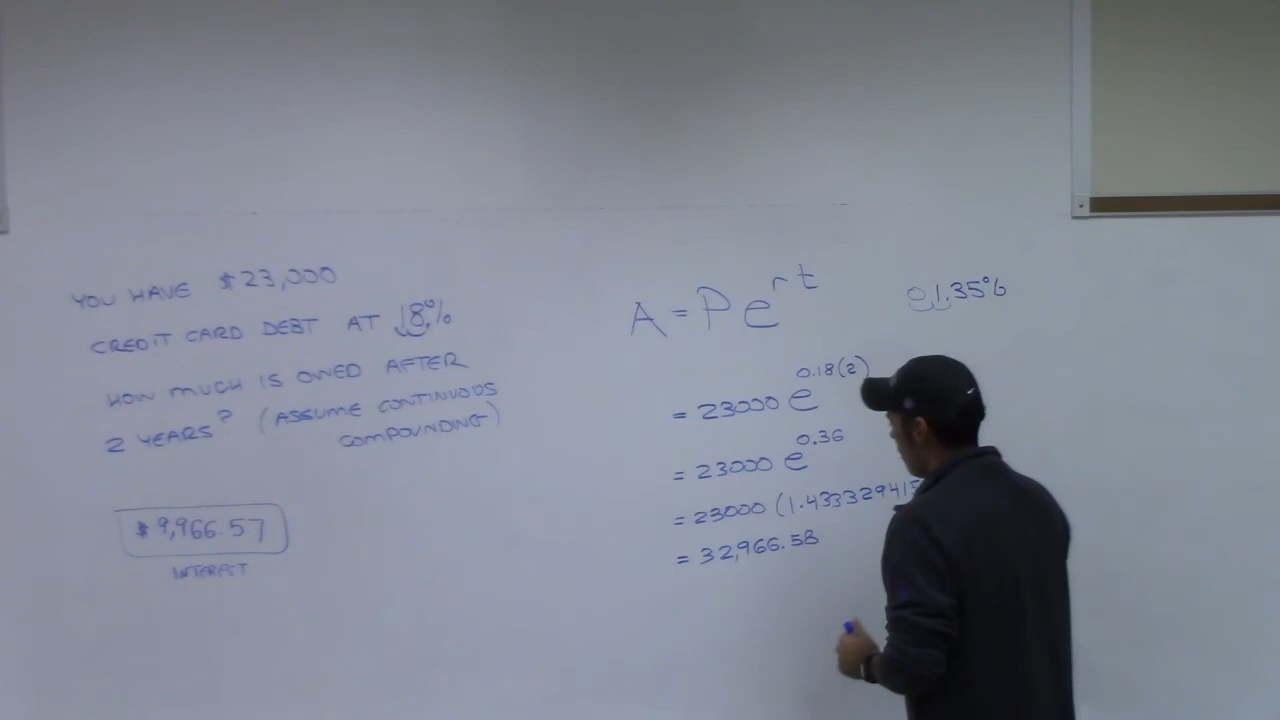 YOU HAVE $23,000
CREDIT CARD DEBT AT 18%
HOW MUCH IS OWED AFTER
2 YEARS? (ASSUME CONTINUOUS
COMPOUNDING)
$9,966.57
INTEREST
A = Pe^rt
01.35%
= 23000 e^0.18(2)
= 23000 e^0.36
= 23000 (1.433329415
= 32,966.58